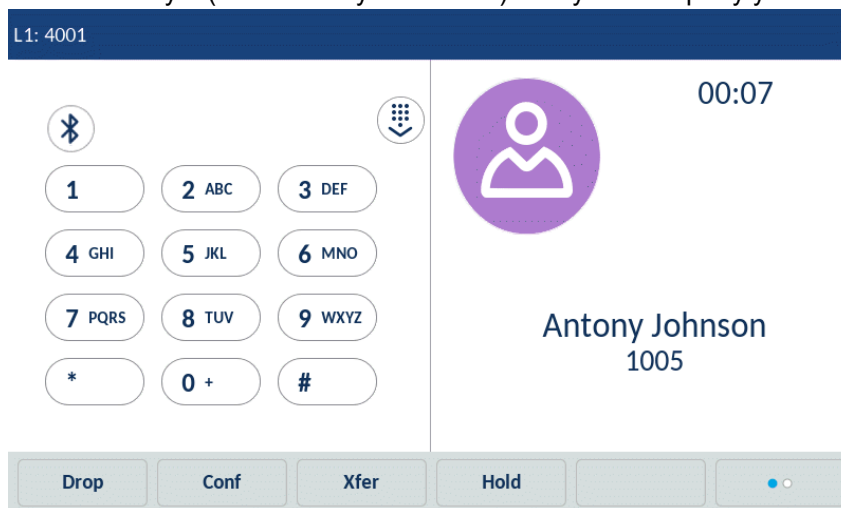 L1: 4001
00:07
1
2 ABC
3 DEF
4 GHI
5 JKL
6 MNO
7 PQRS
8 TUV
9 WXYZ
*
0 +
#
Antony Johnson
1005
Drop
Conf
Xfer
Hold